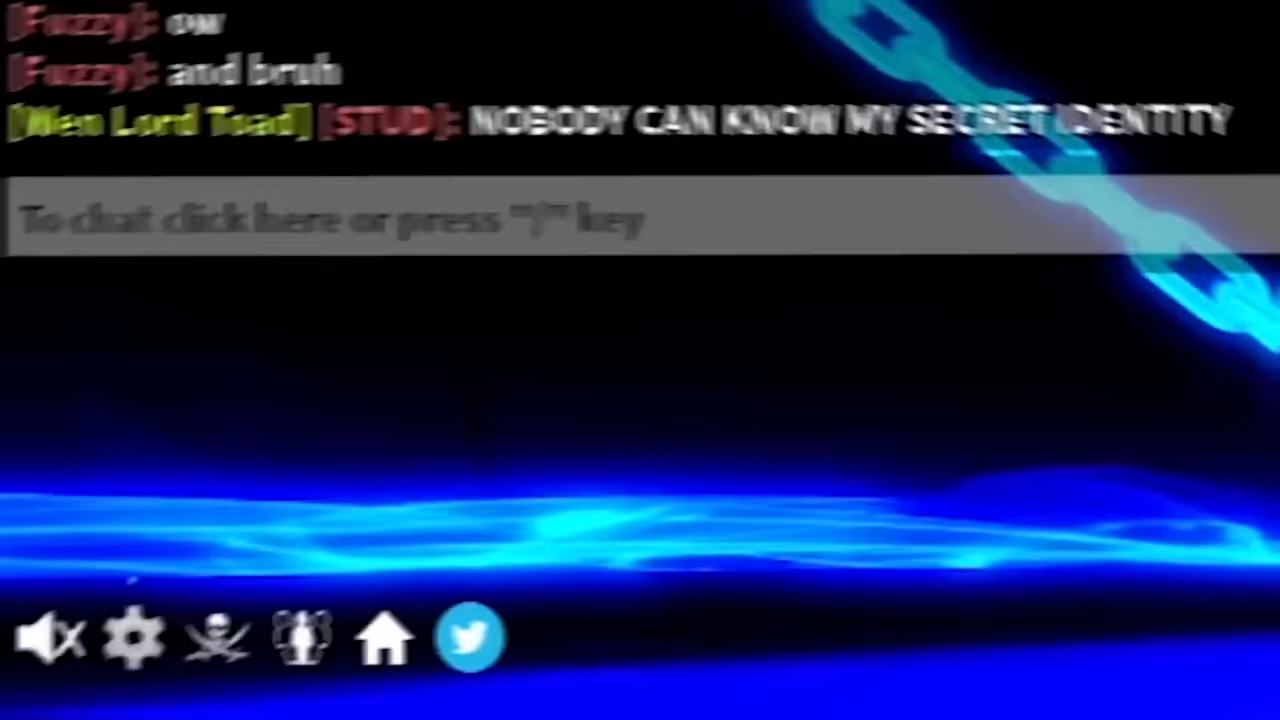 [Fuzzy]: ow
[Fuzzy]: and bruh
[Wen Lord Toad] [STUD]: NOBODY CAN KNOW MY SECRET IDENTITY
To chat click here or press "/" key